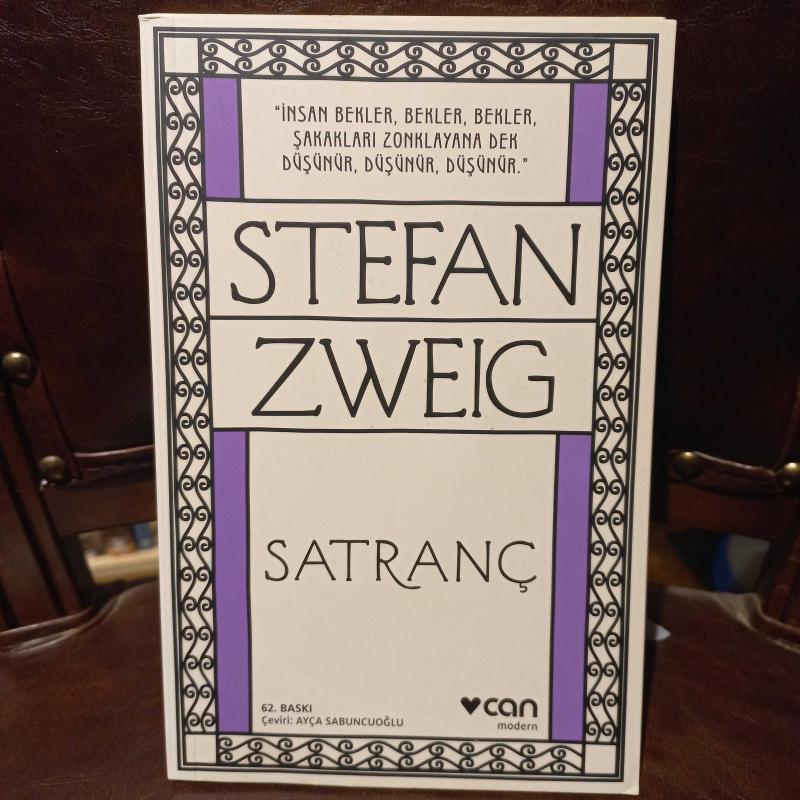 “İNSAN BEKLER, BEKLER, BEKLER,
ŞAKAKLARI ZONKLAYANA DEK
DÜŞÜNÜR, DÜŞÜNÜR, DÜŞÜNÜR.”
STEFAN
ZWEIG
SATRANÇ
62. BASKI
Çeviri: AYÇA SABUNCUOĞLU
can
modern